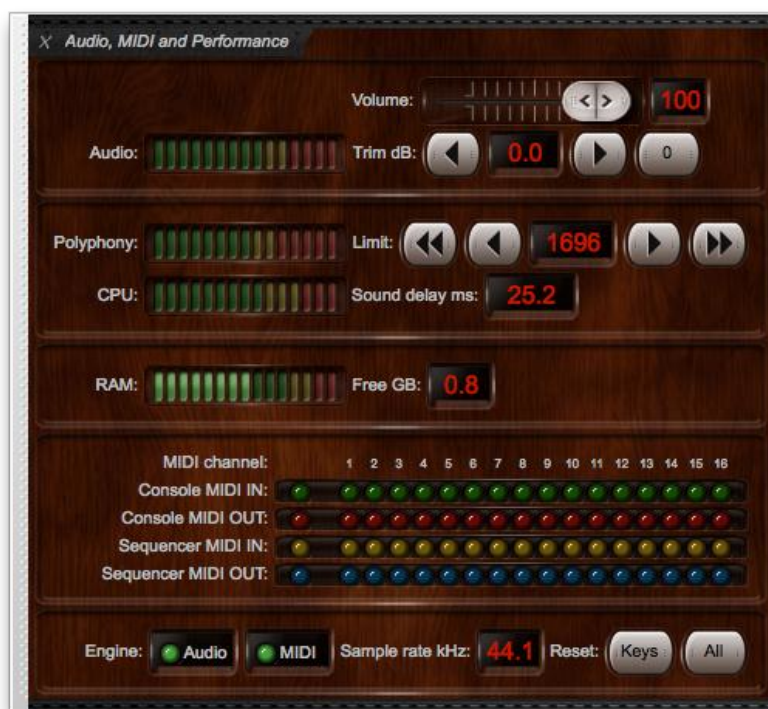 X Audio, MIDI and Performance
Volume: < > 100
Audio: Trim dB: 0.0 0
Polyphony: Limit: 1696
CPU: Sound delay ms: 25.2
RAM: Free GB: 0.8
MIDI channel: 1 2 3 4 5 6 7 8 9 10 11 12 13 14 15 16
Console MIDI IN:
Console MIDI OUT:
Sequencer MIDI IN:
Sequencer MIDI OUT:
Engine: Audio MIDI Sample rate kHz: 44.1 Reset: Keys All